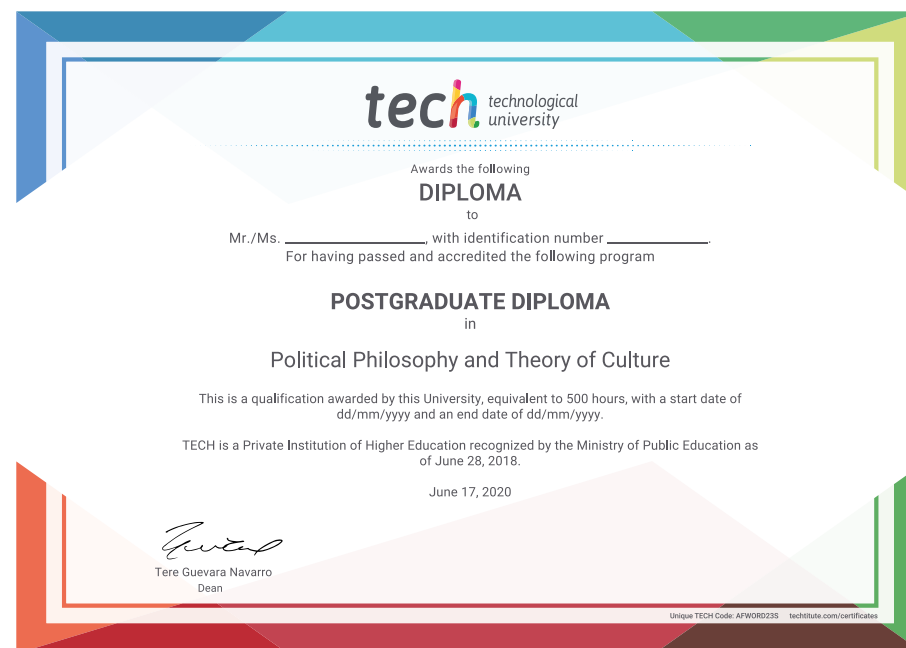 tech technological
university
Awards the following
DIPLOMA
to
Mr./Ms. ____________________, with identification number ______________.
For having passed and accredited the following program
POSTGRADUATE DIPLOMA
in
Political Philosophy and Theory of Culture
This is a qualification awarded by this University, equivalent to 500 hours, with a start date of
dd/mm/yyyy and an end date of dd/mm/yyyy.
TECH is a Private Institution of Higher Education recognized by the Ministry of Public Education as
of June 28, 2018.
June 17, 2020
Tere Guevara Navarro
Dean
Unique TECH Code: AFWORD23S techtitute.com/certificates